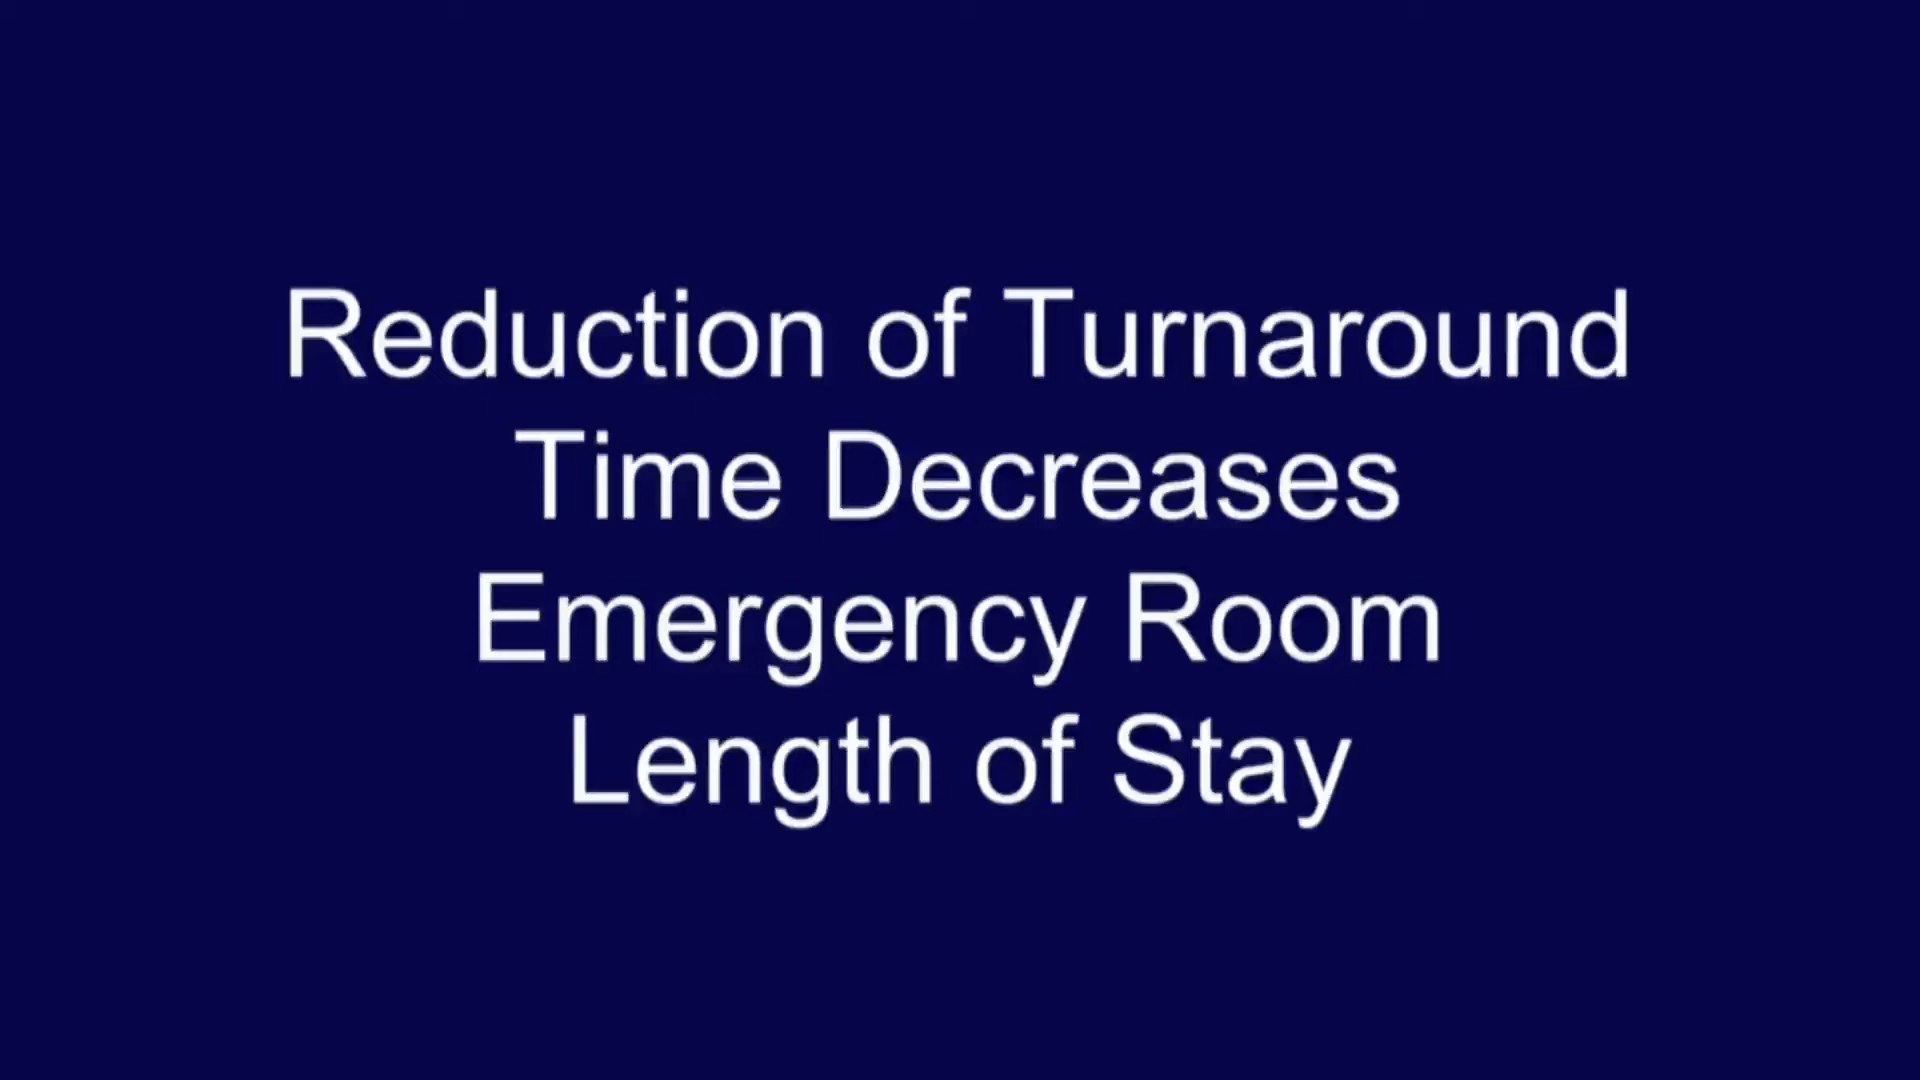 Reduction of Turnaround
Time Decreases
Emergency Room
Length of Stay